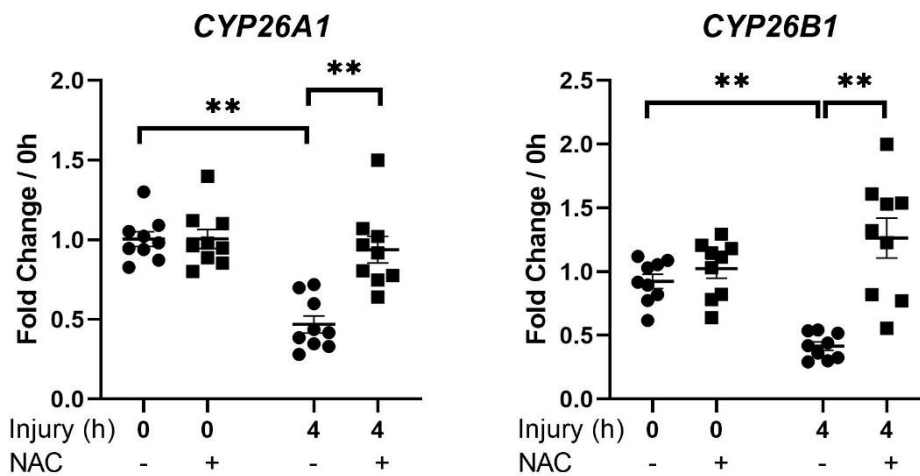 CYP26A1
**
**
2.0
1.5
1.0
0.5
0.0
Fold Change / 0h
Injury (h) 0 0 4 4
NAC - + - +
CYP26B1
**
**
2.5
2.0
1.5
1.0
0.5
0.0
Fold Change / 0h
Injury (h) 0 0 4 4
NAC - + - +